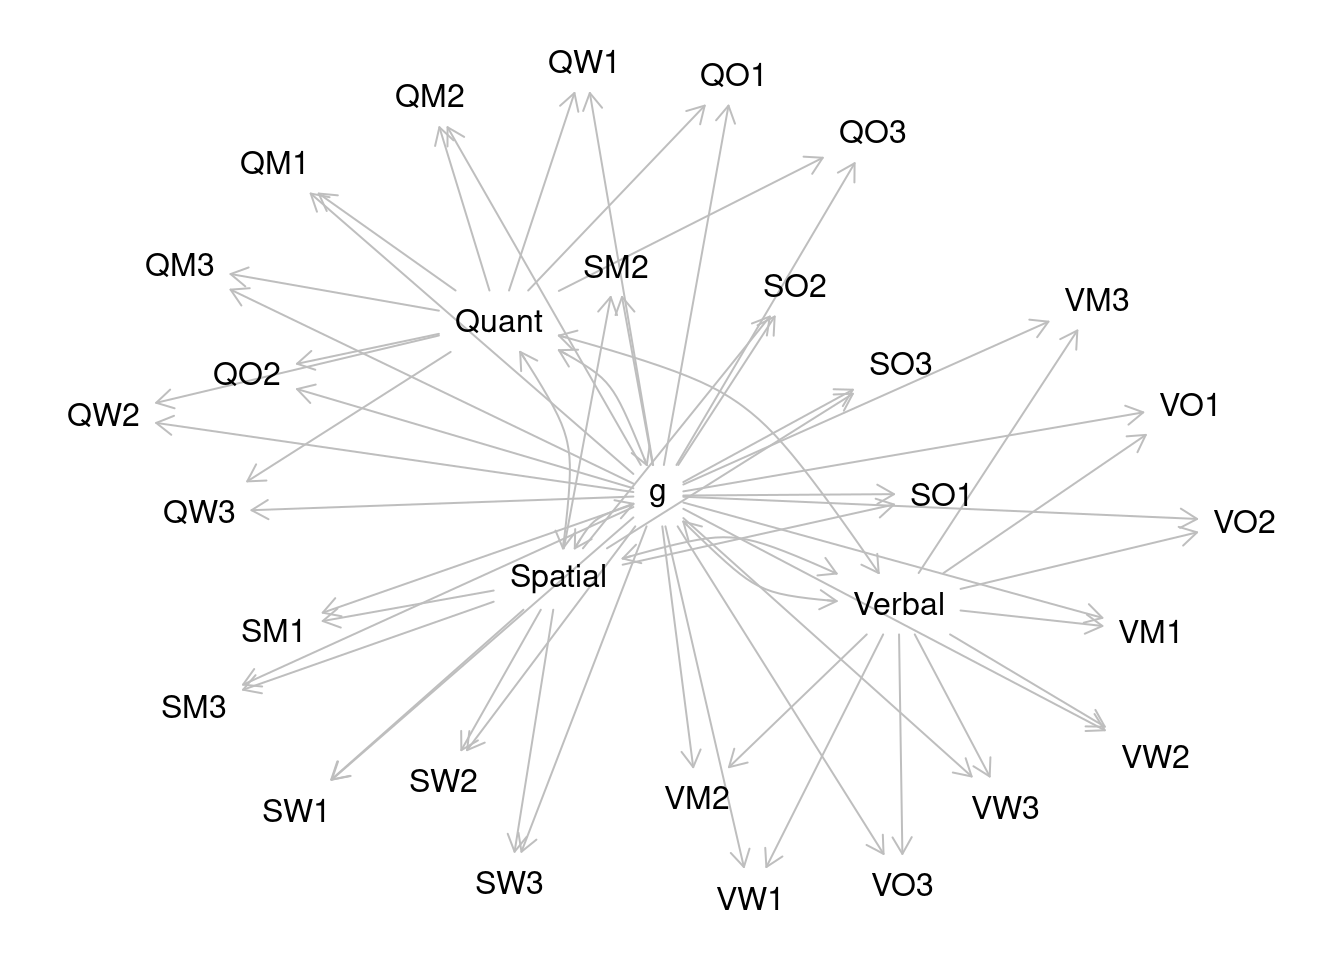 QW1
QO1
QM2
QO3
QM1
QM3
SM2
SO2
VM3
Quant
SO3
QO2
VO1
QW2
g
SO1
QW3
VO2
Spatial
Verbal
SM1
VM1
SM3
VW2
SW2
VM2
SW1
VW3
SW3
VO3
VW1